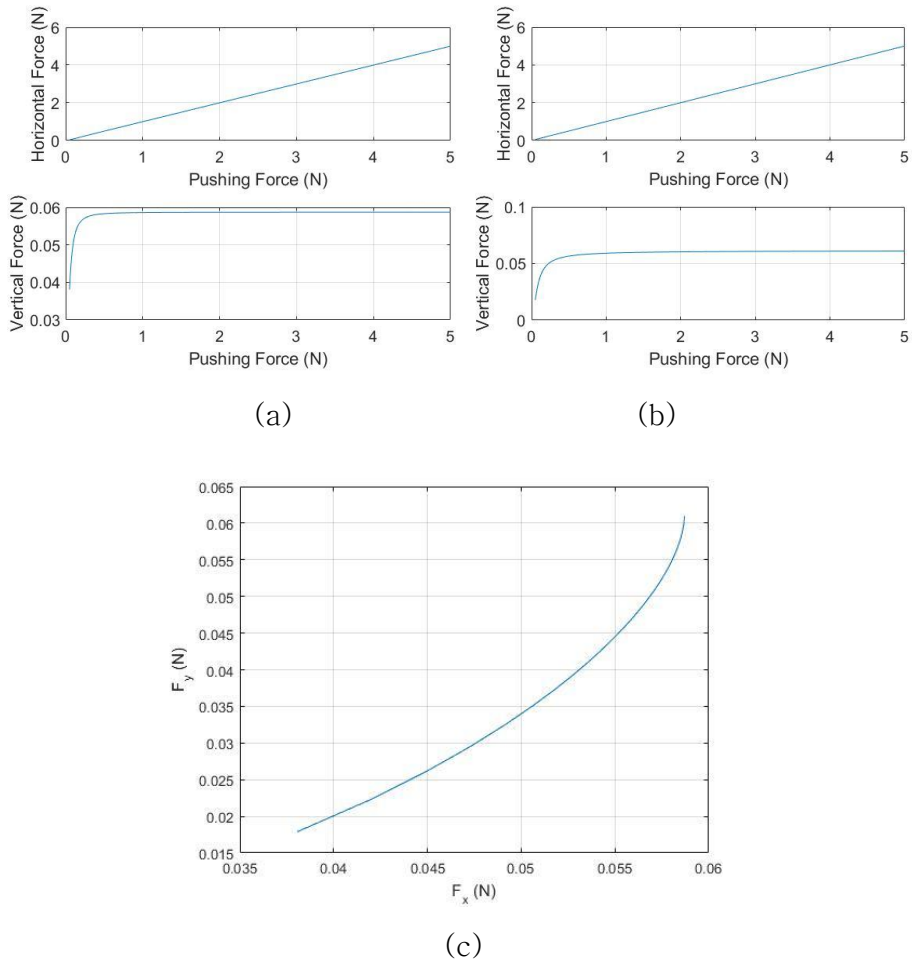 Horizontal Force (N)
6
4
2
0
0 1 2 3 4 5
Pushing Force (N)
Vertical Force (N)
0.06
0.05
0.04
0.03
0 1 2 3 4 5
Pushing Force (N)
(a)
Horizontal Force (N)
6
4
2
0
0 1 2 3 4 5
Pushing Force (N)
Vertical Force (N)
0.1
0.05
0
0 1 2 3 4 5
Pushing Force (N)
(b)
F_y (N)
0.065
0.06
0.055
0.05
0.045
0.04
0.035
0.03
0.025
0.02
0.015
0.035 0.04 0.045 0.05 0.055 0.06
F_x (N)
(c)